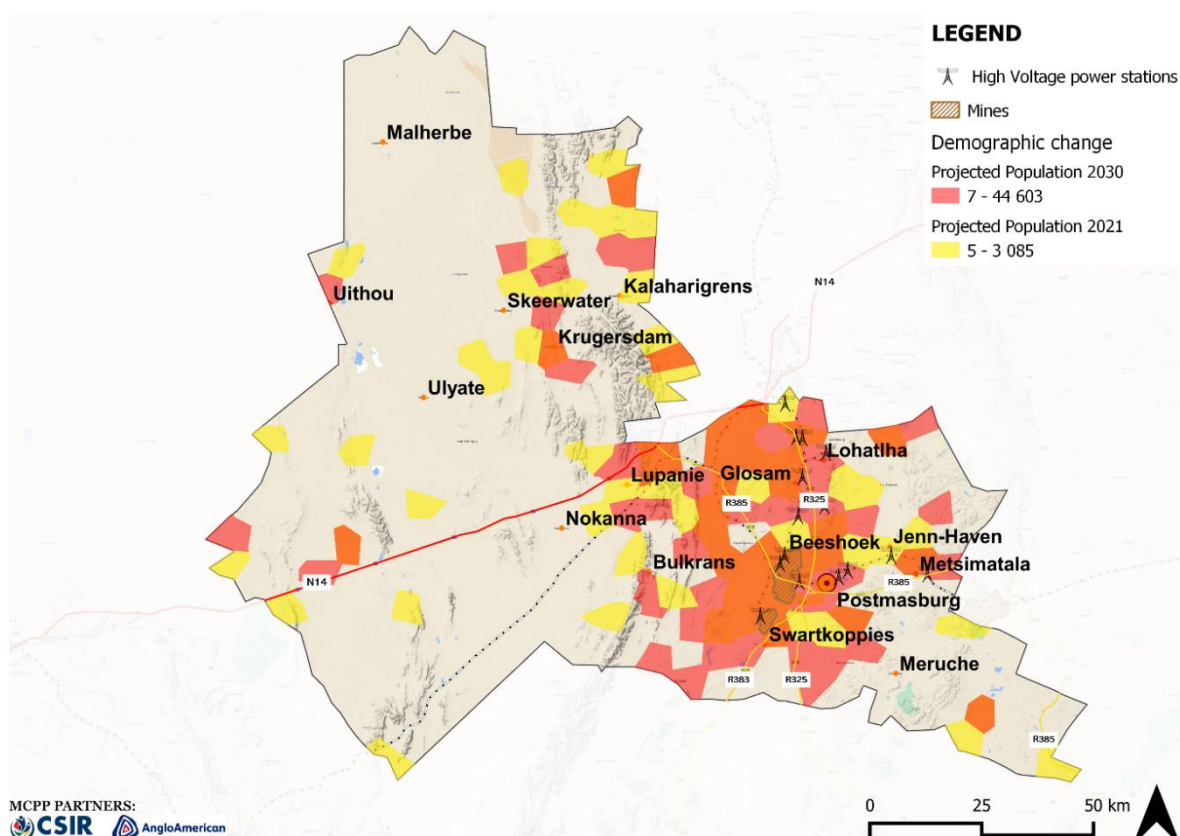 LEGEND
High Voltage power stations
Mines
Demographic change
Projected Population 2030
7 - 44 603
Projected Population 2021
5 - 3 085
Malherbe
N14
Uithou
Kalaharigrens
Skeerwater
Krugersdam
Ulyate
Lohatlha
Lupanie
Glosam
R385
R325
Nokanna
Beeshoek
Jenn-Haven
Bulkrans
Metsimatala
N14
R385
Postmasburg
Swartkoppies
Meruche
R383
R325
R385
MCPP PARTNERS:
CSIR
AngloAmerican
0 25 50 km